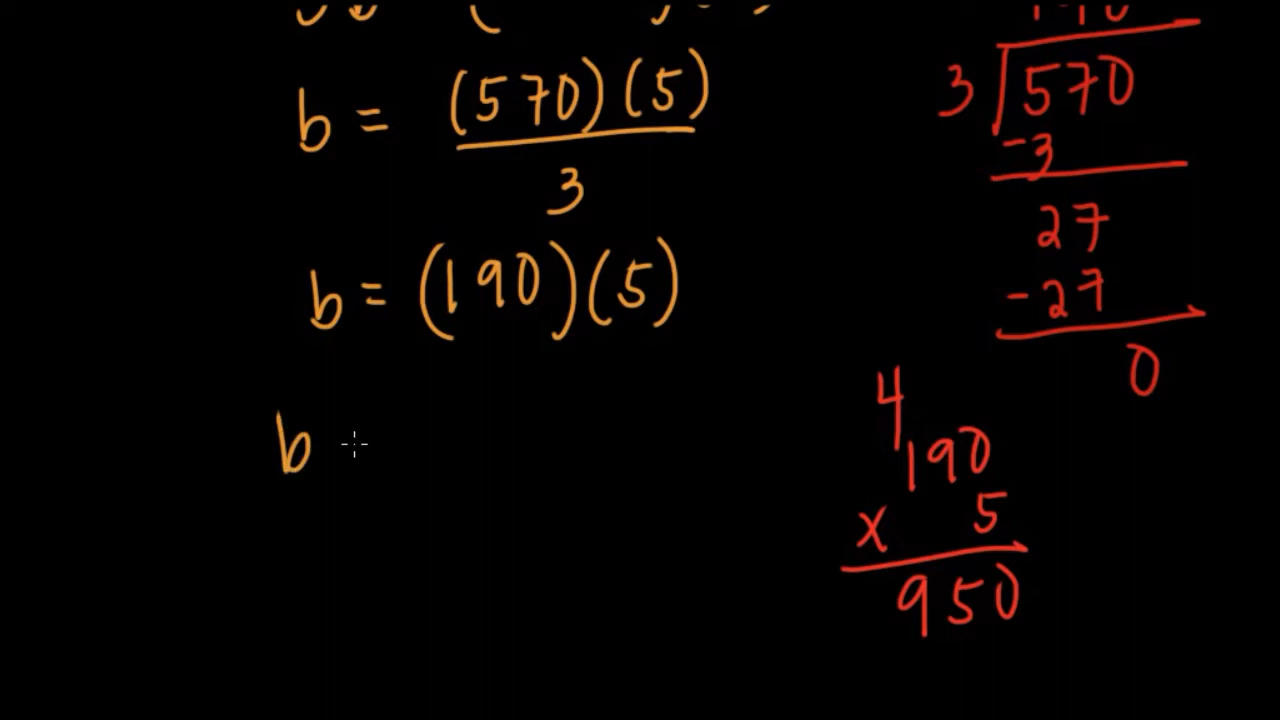 b = (570)(5)
3
b = (190)(5)
b
3 570
-3
27
-27
0
4
190
x 5
950